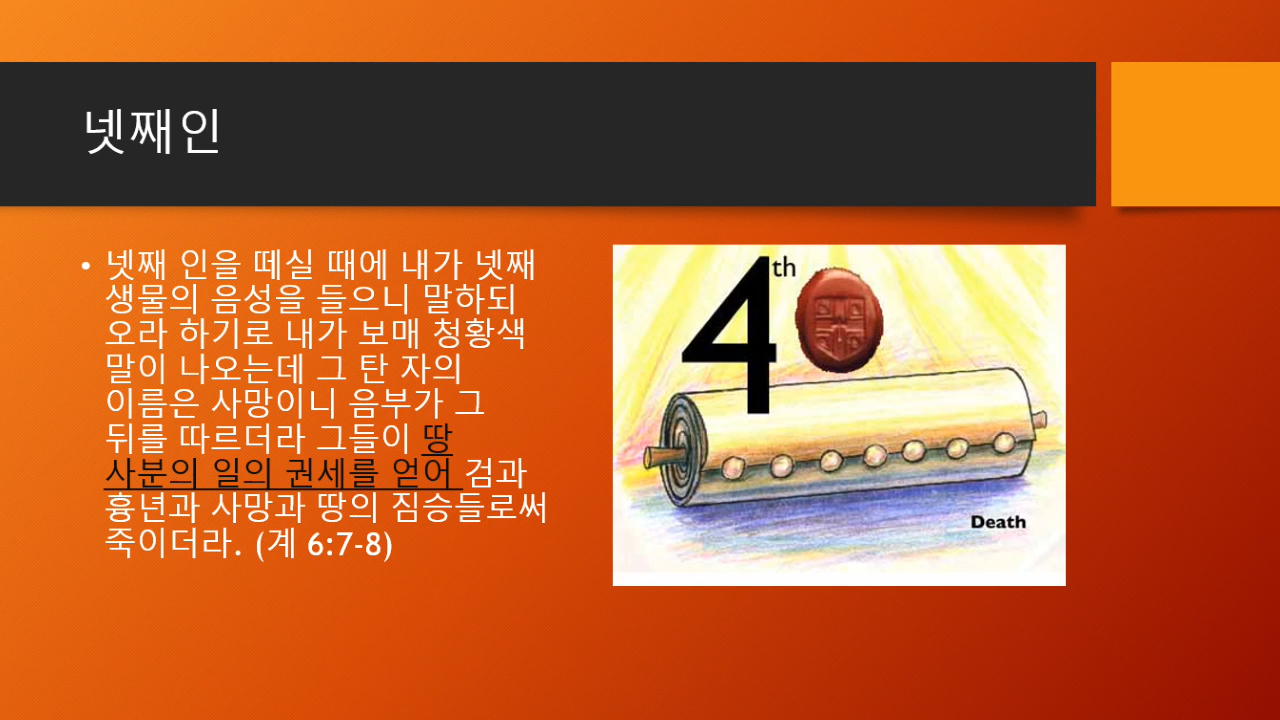 넷째인
• 넷째 인을 떼실 때에 내가 넷째
생물의 음성을 들으니 말하되
오라 하기로 내가 보매 청황색
말이 나오는데 그 탄 자의
이름은 사망이니 음부가 그
뒤를 따르더라 그들이 땅
사분의 일의 권세를 얻어 검과
흉년과 사망과 땅의 짐승들로써
죽이더라. (계 6:7-8)
4th
Death